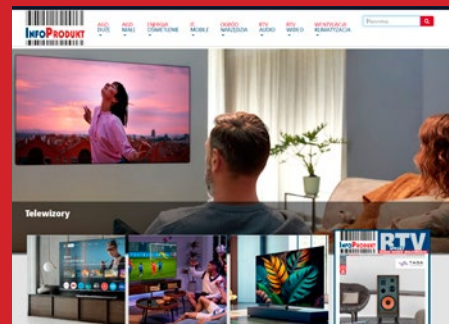 INFOPRODUKT
AGD DUŻE
AGD MAŁE
ENERGIA OŚWIETLENIE
IT, MOBILE
OGRÓD NARZĘDZIA
RTV AUDIO
RTV WIDEO
WENTYLACJA KLIMATYZACJA
Telewizory
INFOPRODUKT
RTV